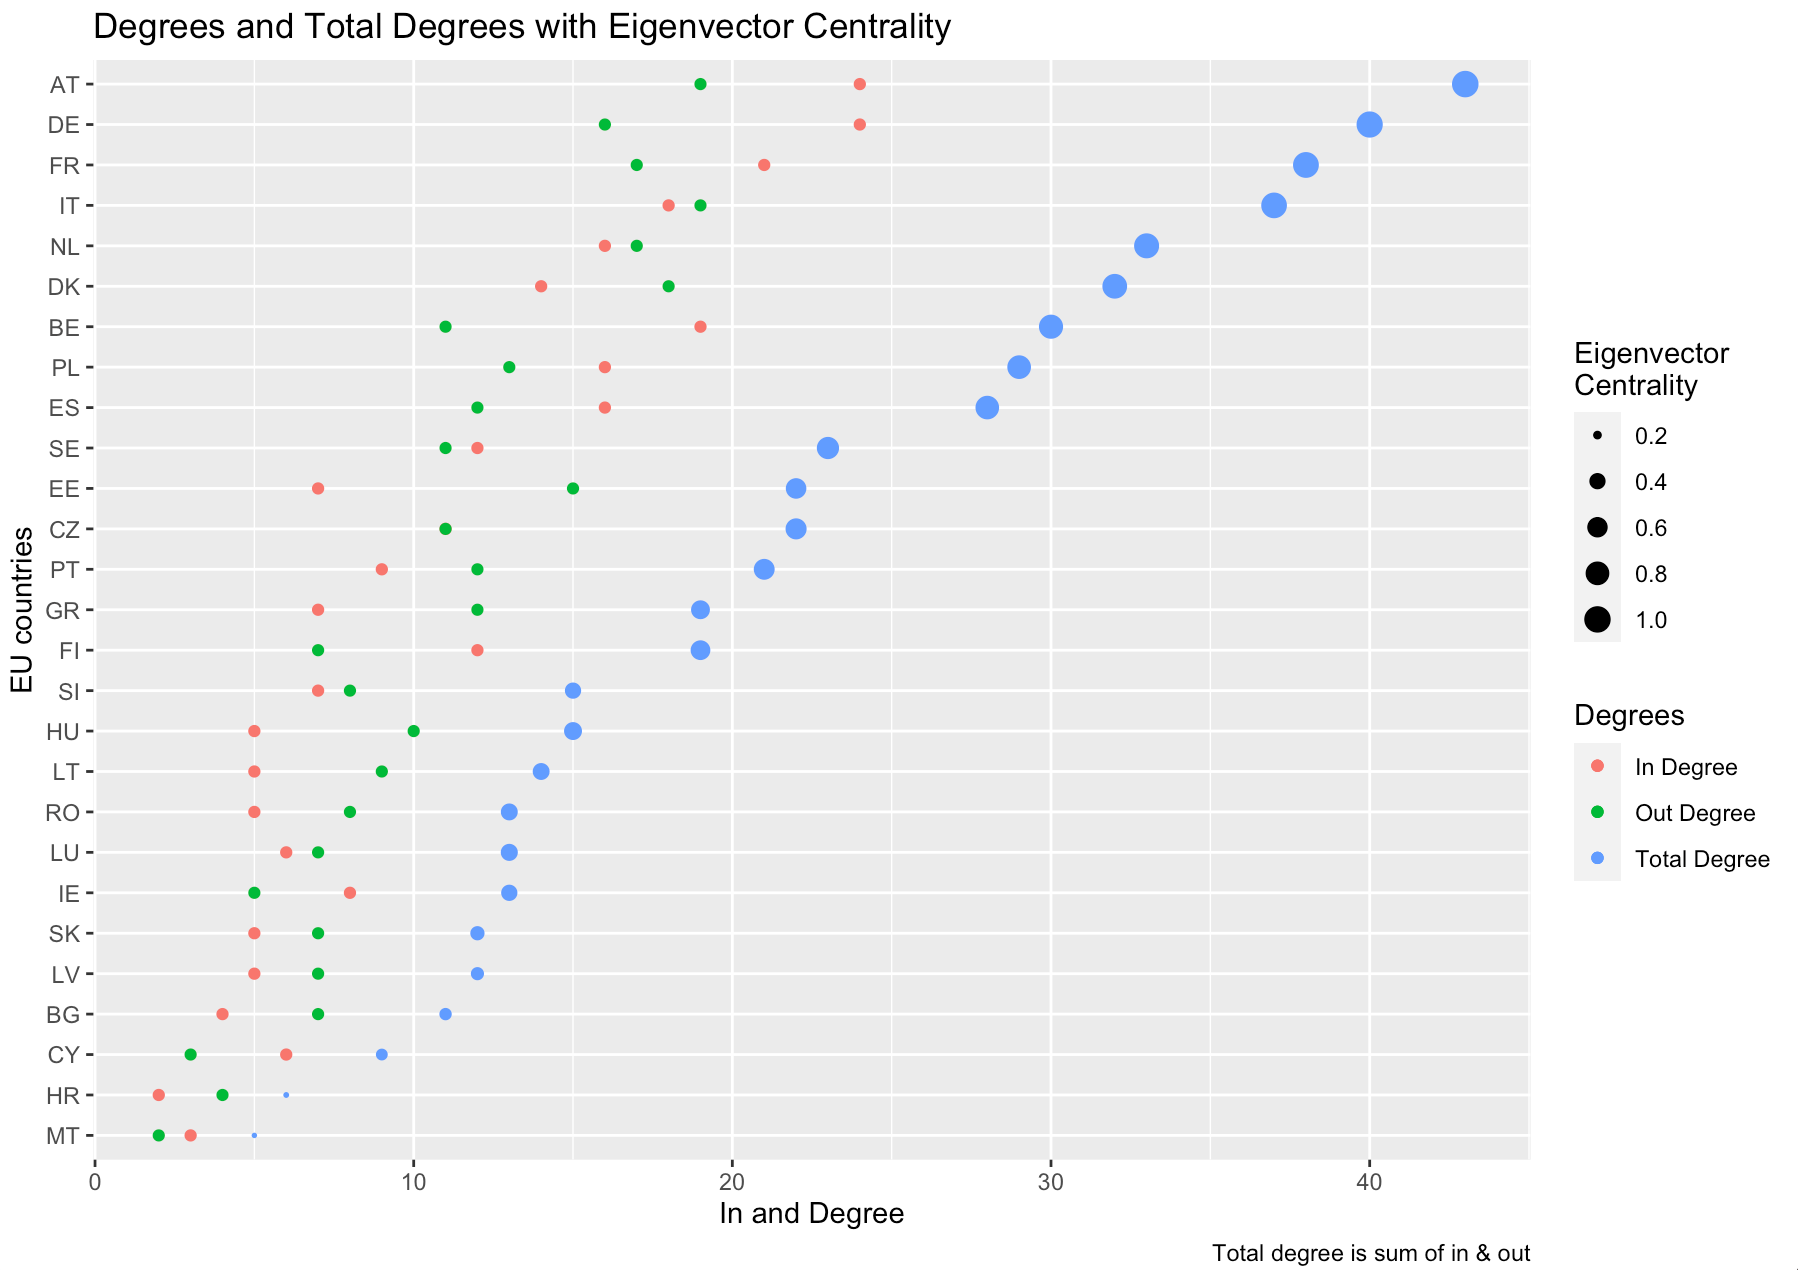 Degrees and Total Degrees with Eigenvector Centrality
AT
DE
FR
IT
NL
DK
BE
PL
ES
SE
EE
CZ
PT
GR
FI
SI
HU
LT
RO
LU
IE
SK
LV
BG
CY
HR
MT
EU countries
0 10 20 30 40
In and Degree
Total degree is sum of in & out
Eigenvector
Centrality
0.2
0.4
0.6
0.8
1.0
Degrees
In Degree
Out Degree
Total Degree